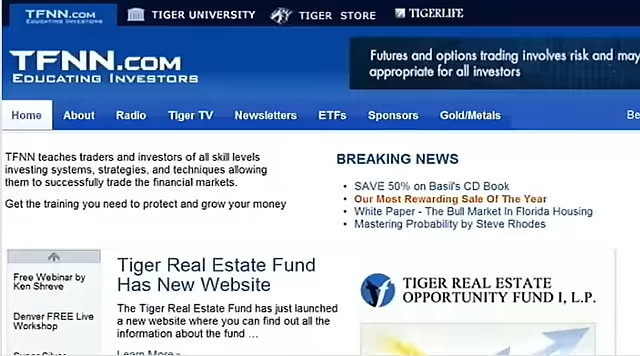 TFNN.COM
EDUCATING INVESTORS
TIGER UNIVERSITY
TIGER STORE
TIGERLIFE
TFNN.COM
EDUCATING INVESTORS
Futures and options trading involves risk and may
appropriate for all investors
Home About Radio Tiger TV Newsletters ETFs Sponsors Gold/Metals Be
TFNN teaches traders and investors of all skill levels
investing systems, strategies, and techniques allowing
them to successfully trade the financial markets.
Get the training you need to protect and grow your money
BREAKING NEWS
SAVE 50% on Basil's CD Book
Our Most Rewarding Sale Of The Year
White Paper - The Bull Market In Florida Housing
Mastering Probability by Steve Rhodes
Free Webinar by
Ken Shreve
Denver FREE Live
Workshop
Tiger Real Estate Fund
Has New Website
The Tiger Real Estate Fund has just launched
a new website where you can find out all the
information about the fund ...
Learn More
TIGER REAL ESTATE
OPPORTUNITY FUND I, L.P.